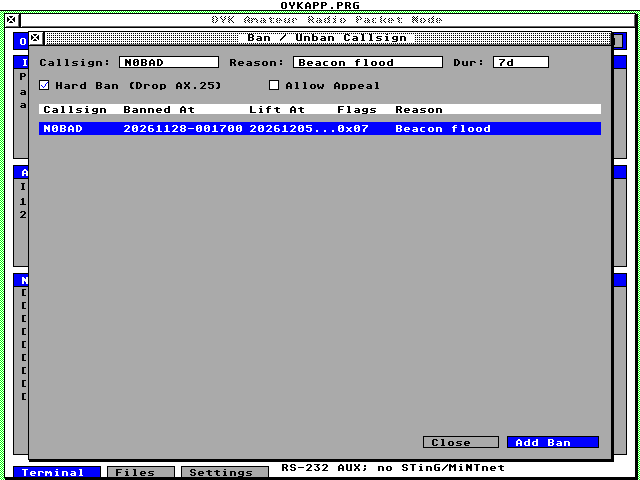 OYKAPP.PRG
OYK Amateur Radio Packet Node
Ban / Unban Callsign
Callsign: N0BAD Reason: Beacon flood Dur: 7d
Hard Ban (Drop AX.25) Allow Appeal
Callsign Banned At Lift At Flags Reason
N0BAD 20261128-001700 20261205...0x07 Beacon flood
Close Add Ban
Terminal Files Settings RS-232 AUX; no STinG/MiNTnet